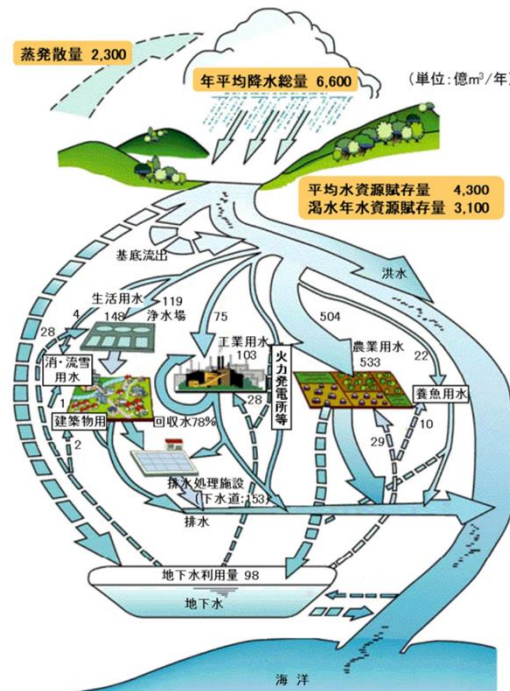 蒸発散量 2,300
年平均降水総量 6,600
(単位:億m³/年)
平均水資源賦存量 4,300
渇水年水資源賦存量 3,100
基底流出
洪水
生活用水
119
4
148
浄水場
75
504
28
工業用水
103
農業用水
533
22
消・流雪
用水
火力発電所等
養魚用水
1
建築物用
回収水78%
28
10
2
29
排水処理施設
(下水道:153)
排水
地下水利用量 98
地下水
海 洋